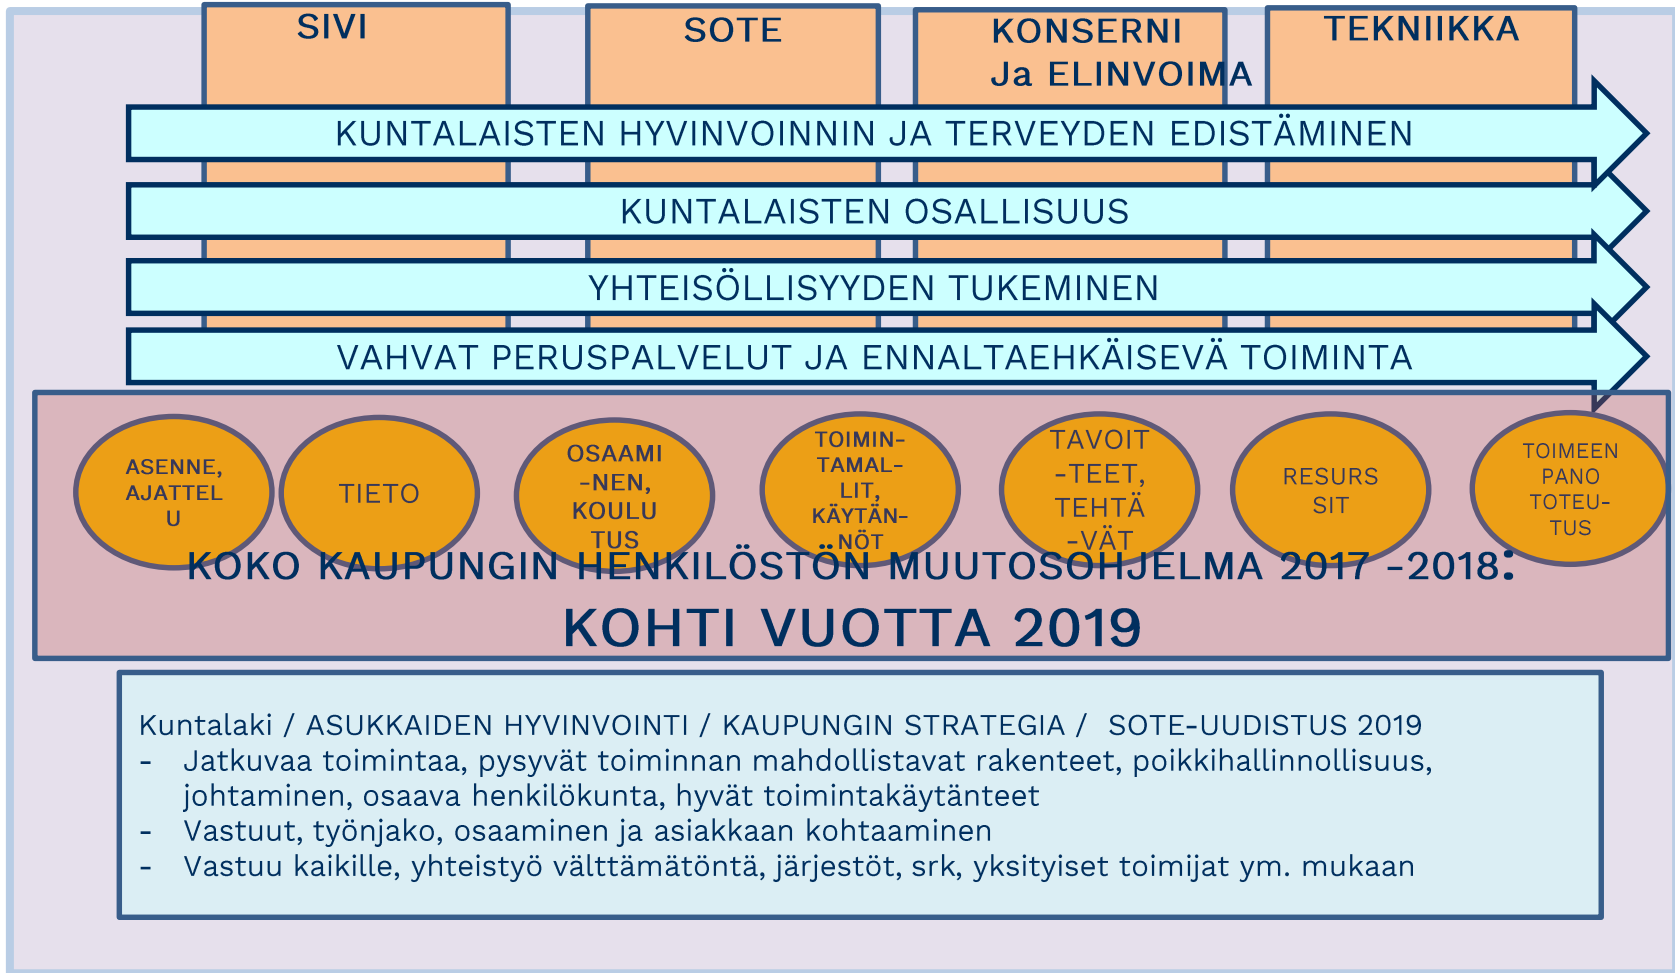 SIVI
SOTE
KONSERNI
Ja ELINVOIMA
TEKNIIKKA
KUNTALAISTEN HYVINVOINNIN JA TERVEYDEN EDISTÄMINEN
KUNTALAISTEN OSALLISUUS
YHTEISÖLLISYYDEN TUKEMINEN
VAHVAT PERUSPALVELUT JA ENNALTAEHKÄISEVÄ TOIMINTA
ASENNE,
AJATTEL
U
TIETO
OSAAMI
-NEN,
KOULU
TUS
TOIMIN-
TAMAL-
LIT,
KÄYTÄN-
NÖT
TAVOIT
-TEET,
TEHTÄ
-VÄT
RESURS
SIT
TOIMEEN
PANO
TOTEU-
TUS
KOKO KAUPUNGIN HENKILÖSTÖN MUUTOSOHJELMA 2017 -2018:
KOHTI VUOTTA 2019
Kuntalaki / ASUKKAIDEN HYVINVOINTI / KAUPUNGIN STRATEGIA / SOTE-UUDISTUS 2019
- Jatkuvaa toimintaa, pysyvät toiminnan mahdollistavat rakenteet, poikkihallinnollisuus,
johtaminen, osaava henkilökunta, hyvät toimintakäytänteet
- Vastuut, työnjako, osaaminen ja asiakkaan kohtaaminen
- Vastuu kaikille, yhteistyö välttämätöntä, järjestöt, srk, yksityiset toimijat ym. mukaan